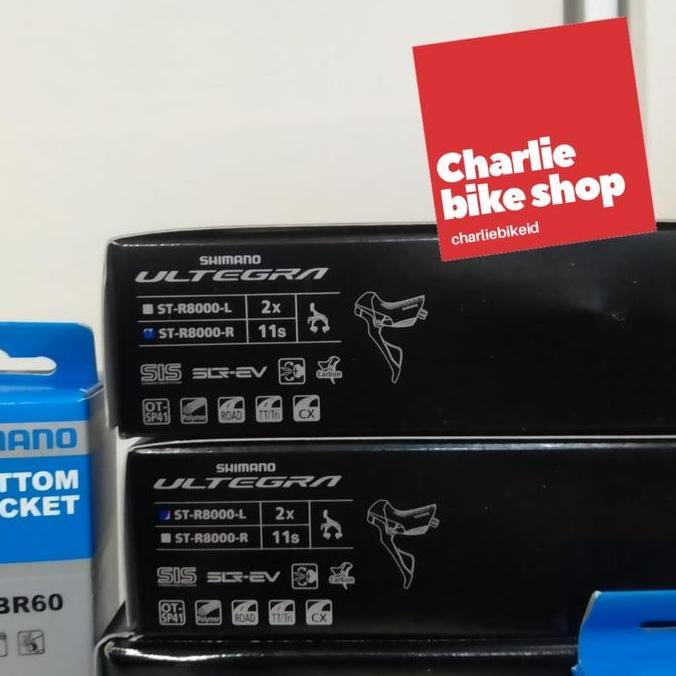 Charlie
bike shop
charliebikeid
SHIMANO
ULTEGRA
ST-R8000-L 2x
ST-R8000-R 11s
SIS SLR-EV Carbon
OT-SP41 Polymer ROAD TT/Tri CX
SHIMANO
ULTEGRA
ST-R8000-L 2x
ST-R8000-R 11s
SIS SLR-EV Carbon
OT-SP41 Polymer ROAD TT/Tri CX
MANO
TTOM
CKET
BR60